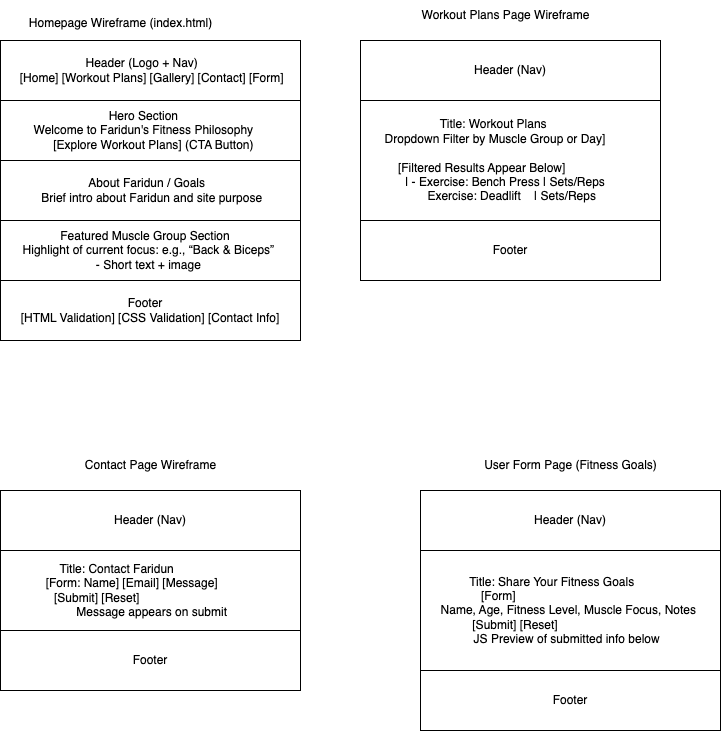 Homepage Wireframe (index.html)
Header (Logo + Nav)
[Home] [Workout Plans] [Gallery] [Contact] [Form]
Hero Section
Welcome to Faridun’s Fitness Philosophy
[Explore Workout Plans] (CTA Button)
About Faridun / Goals
Brief intro about Faridun and site purpose
Featured Muscle Group Section
Highlight of current focus: e.g., “Back & Biceps”
- Short text + image
Footer
[HTML Validation] [CSS Validation] [Contact Info]
Workout Plans Page Wireframe
Header (Nav)
Title: Workout Plans
Dropdown Filter by Muscle Group or Day]
[Filtered Results Appear Below]
| - Exercise: Bench Press | Sets/Reps
Exercise: Deadlift | Sets/Reps
Footer
Contact Page Wireframe
Header (Nav)
Title: Contact Faridun
[Form: Name] [Email] [Message]
[Submit] [Reset]
Message appears on submit
Footer
User Form Page (Fitness Goals)
Header (Nav)
Title: Share Your Fitness Goals
[Form]
Name, Age, Fitness Level, Muscle Focus, Notes
[Submit] [Reset]
JS Preview of submitted info below
Footer